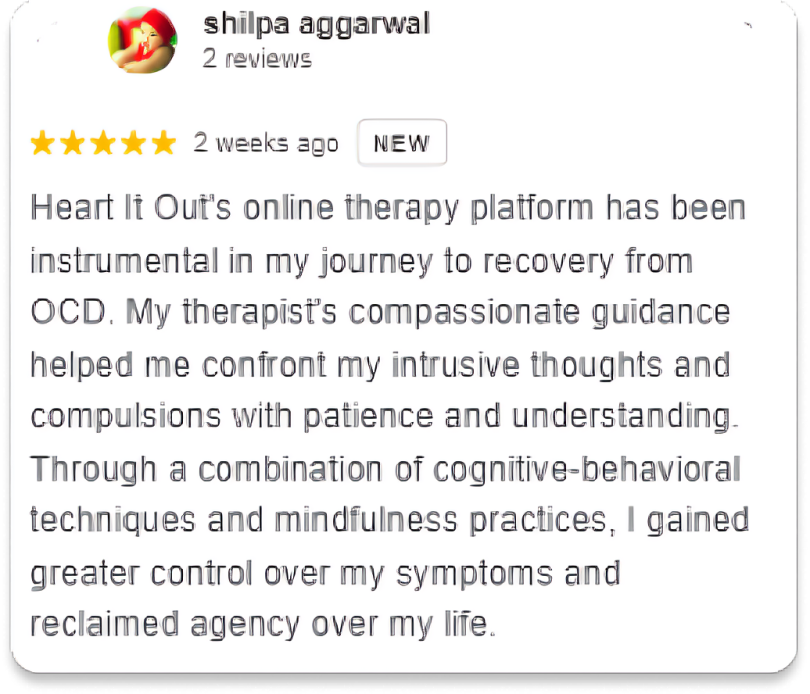 shilpa aggarwal
2 reviews
2 weeks ago NEW
Heart It Out's online therapy platform has been
instrumental in my journey to recovery from
OCD. My therapist's compassionate guidance
helped me confront my intrusive thoughts and
compulsions with patience and understanding.
Through a combination of cognitive-behavioral
techniques and mindfulness practices, I gained
greater control over my symptoms and
reclaimed agency over my life.